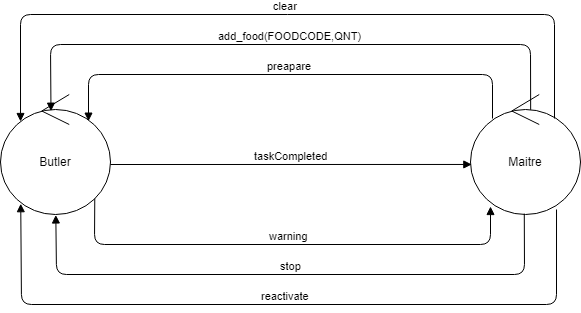 clear
add_food(FOODCODE,QNT)
preapare
Butler
taskCompleted
Maitre
warning
stop
reactivate